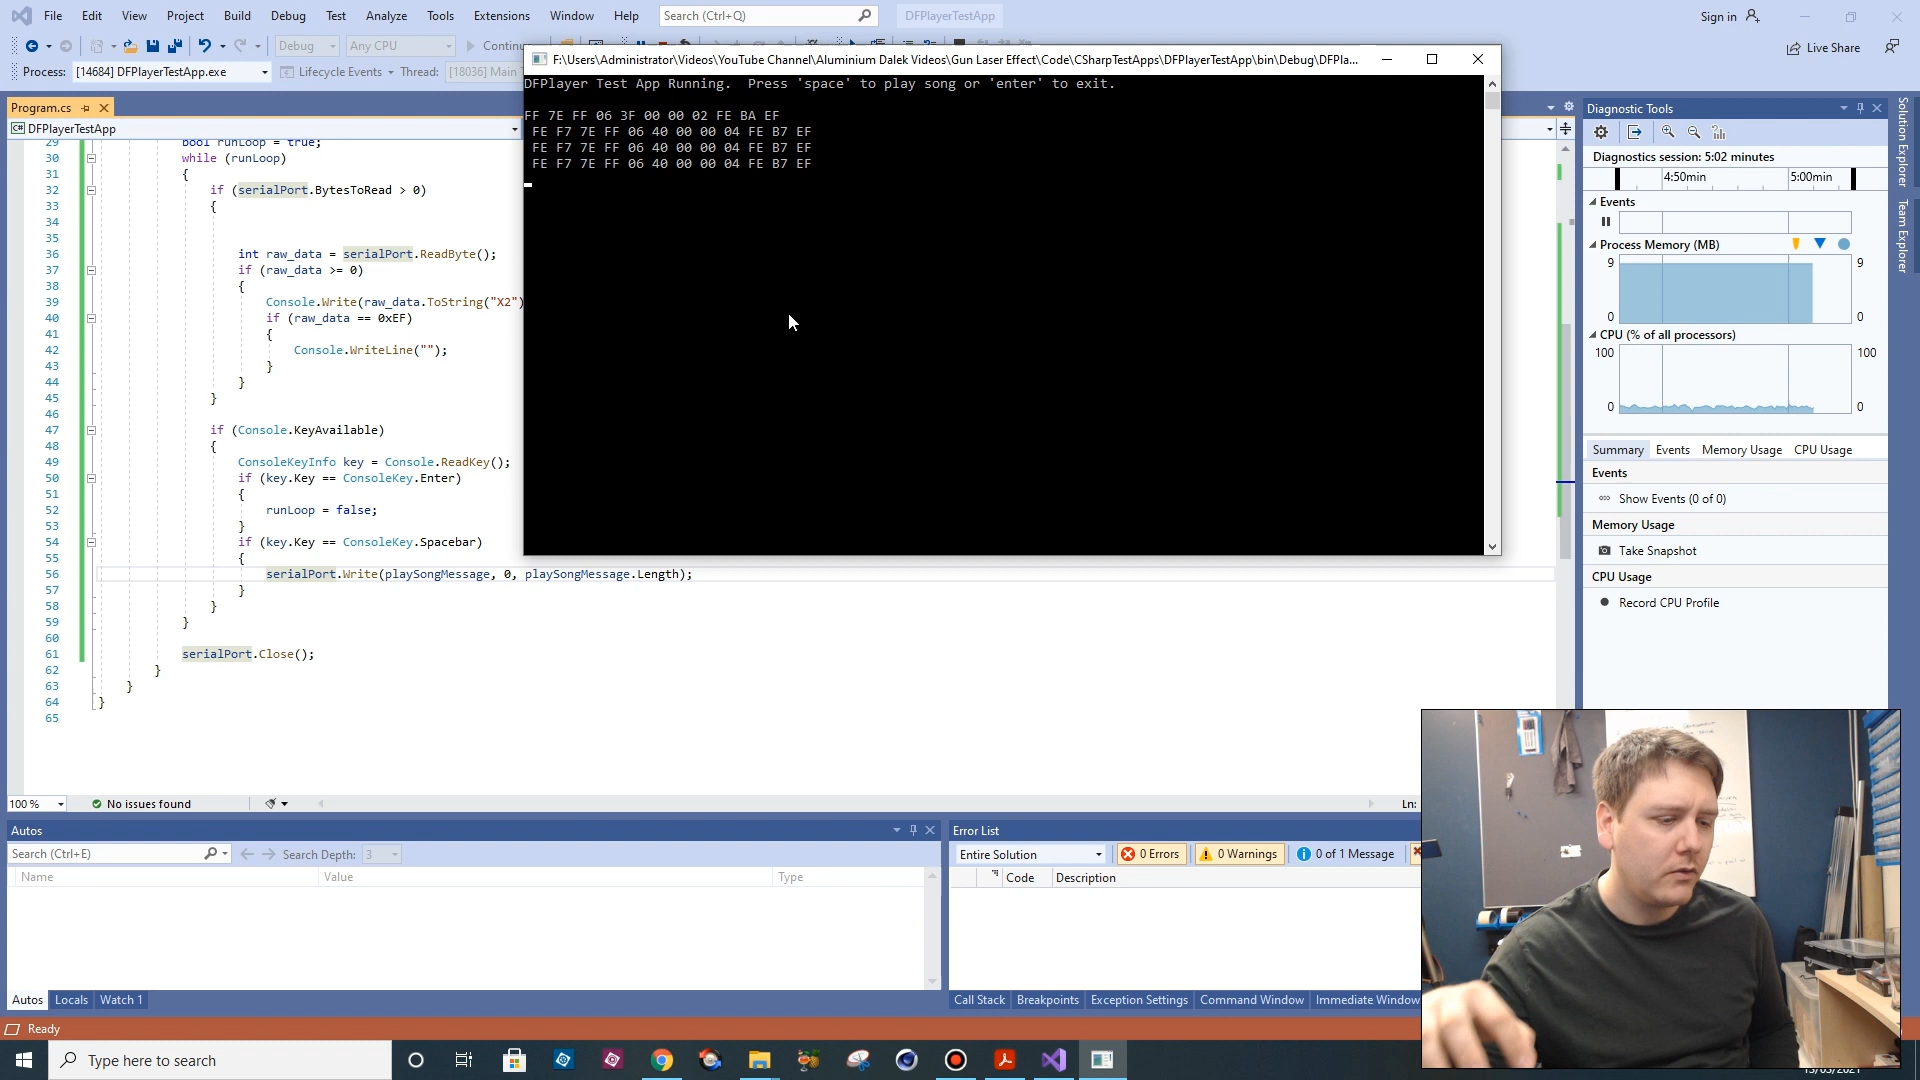 File Edit View Project Build Debug Test Analyze Tools Extensions Window Help Search (Ctrl+Q) DFPlayerTestApp Sign in
Debug Any CPU Live Share
Process: [14684] DFPlayerTestApp.exe Lifecycle Events Thread: [18036] Main
F:\Users\Administrator\Videos\YouTube Channel\Aluminium Dalek Videos\Gun Laser Effect\Code\CSharpTestApps\DFPlayerTestApp\bin\Debug\DFPla...
DFPlayer Test App Running.  Press 'space' to play song or 'enter' to exit.
FF 7E FF 06 3F 00 00 02 FE BA EF
FE F7 7E FF 06 40 00 00 04 FE B7 EF
FE F7 7E FF 06 40 00 00 04 FE B7 EF
FE F7 7E FF 06 40 00 00 04 FE B7 EF
Program.cs
C# DFPlayerTestApp
29 bool runLoop = true;
30 while (runLoop)
31 {
32 if (serialPort.BytesToRead > 0)
33 {
34
35
36 int raw_data = serialPort.ReadByte();
37 if (raw_data >= 0)
38 {
39 Console.Write(raw_data.ToString("X2")
40 if (raw_data == 0xEF)
41 {
42 Console.WriteLine("");
43 }
44 }
45 }
46
47 if (Console.KeyAvailable)
48 {
49 ConsoleKeyInfo key = Console.ReadKey();
50 if (key.Key == ConsoleKey.Enter)
51 {
52 runLoop = false;
53 }
54 if (key.Key == ConsoleKey.Spacebar)
55 {
56 serialPort.Write(playSongMessage, 0, playSongMessage.Length);
57 }
58 }
59 }
60
61 serialPort.Close();
62 }
63 }
64 }
65
100 % No issues found Ln:
Diagnostic Tools
Diagnostics session: 5:02 minutes
4:50min 5:00min
Events
Process Memory (MB)
9 9
0 0
CPU (% of all processors)
100 100
0 0
Summary Events Memory Usage CPU Usage
Events
Show Events (0 of 0)
Memory Usage
Take Snapshot
CPU Usage
Record CPU Profile
Solution Explorer
Team Explorer
Autos
Search (Ctrl+E) Search Depth: 3
Name Value Type
Autos Locals Watch 1
Error List
Entire Solution 0 Errors 0 Warnings 0 of 1 Message
Code Description
Call Stack Breakpoints Exception Settings Command Window Immediate Window
Ready
Type here to search